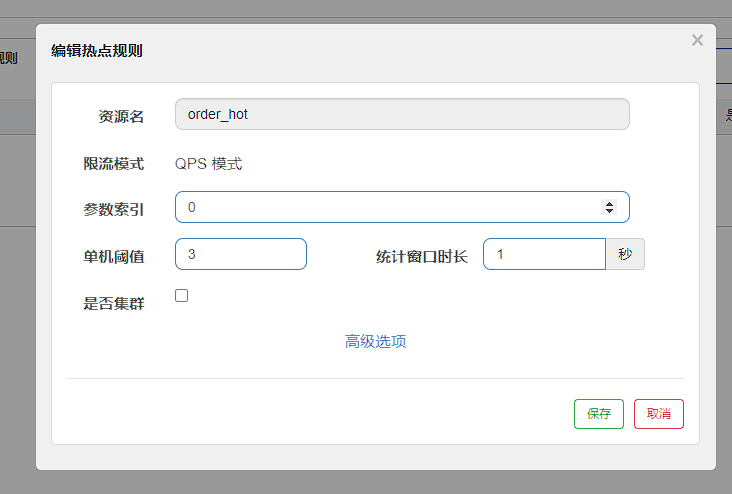 编辑热点规则
×
规则
资源名 order_hot
限流模式 QPS 模式
参数索引 0
单机阈值 3 统计窗口时长 1 秒
是否集群
高级选项
保存 取消